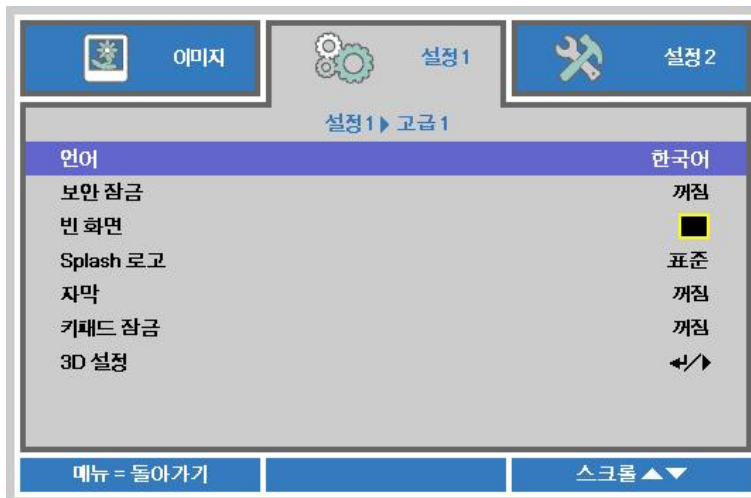 이미지
설정1
설정2
설정1▶고급1
언어 한국어
보안 잠금 꺼짐
빈 화면
Splash 로고 표준
자막 꺼짐
키패드 잠금 꺼짐
3D 설정 ↵/▶
메뉴 = 돌아가기
스크롤▲▼